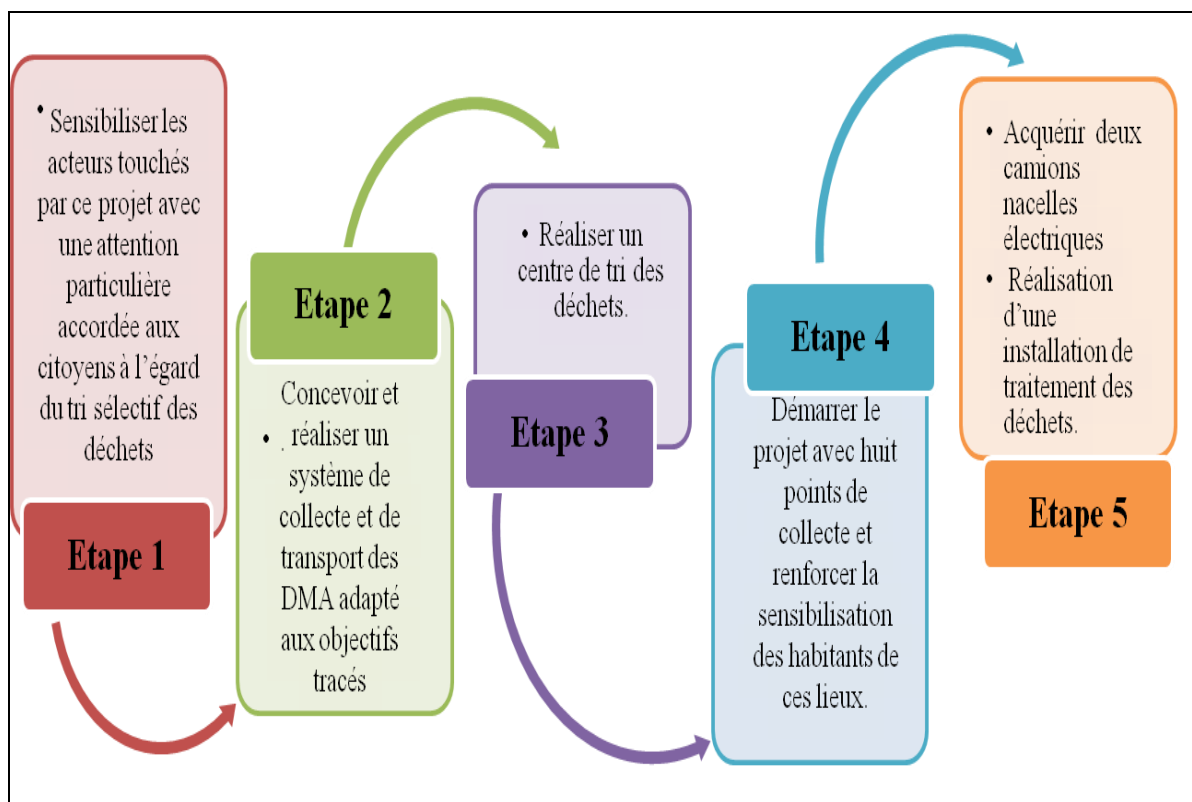 • Sensibiliser les
acteurs touchés
par ce projet avec
une attention
particulière
accordée aux
citoyens à l’égard
du tri sélectif des
déchets
Etape 1
Etape 2
Concevoir et
• réaliser un
système de
collecte et de
transport des
DMA adapté
aux objectifs
tracés
• Réaliser un
centre de tri des
déchets.
Etape 3
Etape 4
Démarrer le
projet avec huit
points de
collecte et
renforcer la
sensibilisation
des habitants de
ces lieux.
• Acquérir deux
camions
nacelles
électriques
• Réalisation
d’une
installation de
traitement des
déchets.
Etape 5